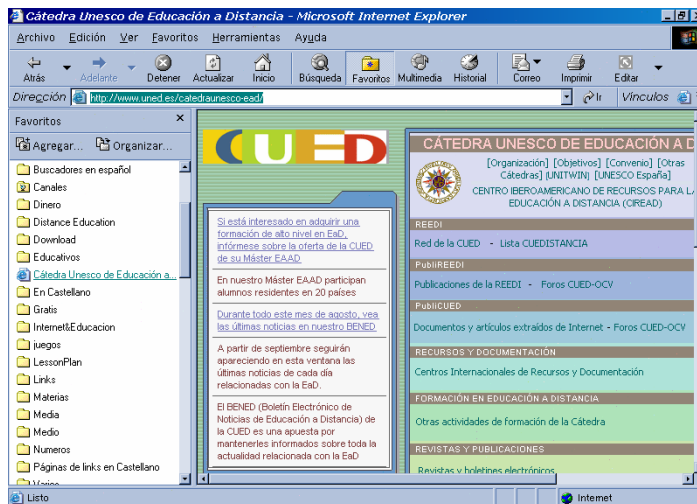 Cátedra Unesco de Educación a Distancia - Microsoft Internet Explorer
Archivo Edición Ver Favoritos Herramientas Ayuda
Atrás Adelante Detener Actualizar Inicio Búsqueda Favoritos Multimedia Historial Correo Imprimir Editar
Dirección http://www.uned.es/catedraunesco-ead/ Ir Vínculos
Favoritos
Agregar... Organizar...
Buscadores en español
Canales
Dinero
Distance Education
Download
Educativos
Cátedra Unesco de Educación a...
En Castellano
Gratis
Internet&Educacion
juegos
LessonPlan
Links
Materias
Media
Medio
Numeros
Páginas de links en Castellano
Varios
CUED
Si está interesado en adquirir una
formación de alto nivel en EaD,
infórmese sobre la oferta de la CUED
de su Máster EAAD
En nuestro Máster EAAD participan
alumnos residentes en 20 países
Durante todo este mes de agosto, vea
las últimas noticias en nuestro BENED
A partir de septiembre seguirán
apareciendo en esta ventana las
últimas noticias de cada día
relacionadas con la EaD.
El BENED (Boletín Electrónico de
Noticias de Educación a Distancia) de
la CUED es una apuesta por
mantenerles informados sobre toda la
actualidad relacionada con la EaD
CÁTEDRA UNESCO DE EDUCACIÓN A D
[Organización] [Objetivos] [Convenio] [Otras
Cátedras] (UNITWIN) [UNESCO España]
CENTRO IBEROAMERICANO DE RECURSOS PARA LA
EDUCACIÓN A DISTANCIA (CIREAD)
REEDI
Red de la CUED - Lista CUEDISTANCIA
PubliREEDI
Publicaciones de la REEDI - Foros CUED-OCV
PubliCUED
Documentos y artículos extraídos de Internet - Foros CUED-OCV
RECURSOS Y DOCUMENTACIÓN
Centros Internacionales de Recursos y Documentación
FORMACIÓN EN EDUCACIÓN A DISTANCIA
Otras actividades de formación de la Cátedra
REVISTAS Y PUBLICACIONES
Revistas y boletines electrónicos
Listo Internet